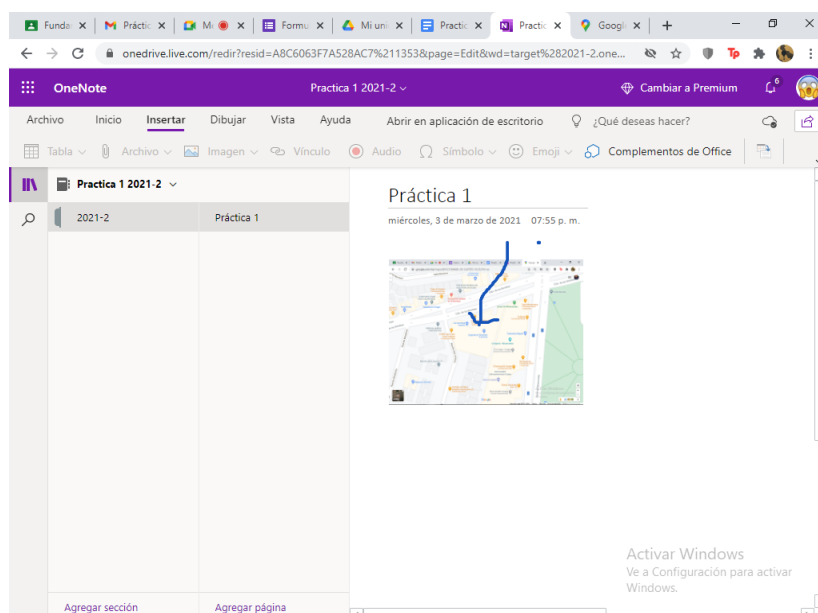 Funda
Práctic
Me
Formu
Mi uni
Practic
Practic
Googl
onedrive.live.com/redir?resid=A8C6063F7A528AC7%211353&page=Edit&wd=target%282021-2.one...
OneNote
Practica 1 2021-2
Cambiar a Premium
6
Archivo Inicio Insertar Dibujar Vista Ayuda Abrir en aplicación de escritorio ¿Qué deseas hacer?
Tabla Archivo Imagen Vínculo Audio Símbolo Emoji Complementos de Office
Practica 1 2021-2
2021-2
Práctica 1
Práctica 1
miércoles, 3 de marzo de 2021 07:55 p. m.
Activar Windows
Ve a Configuración para activar
Windows.
Agregar sección
Agregar página